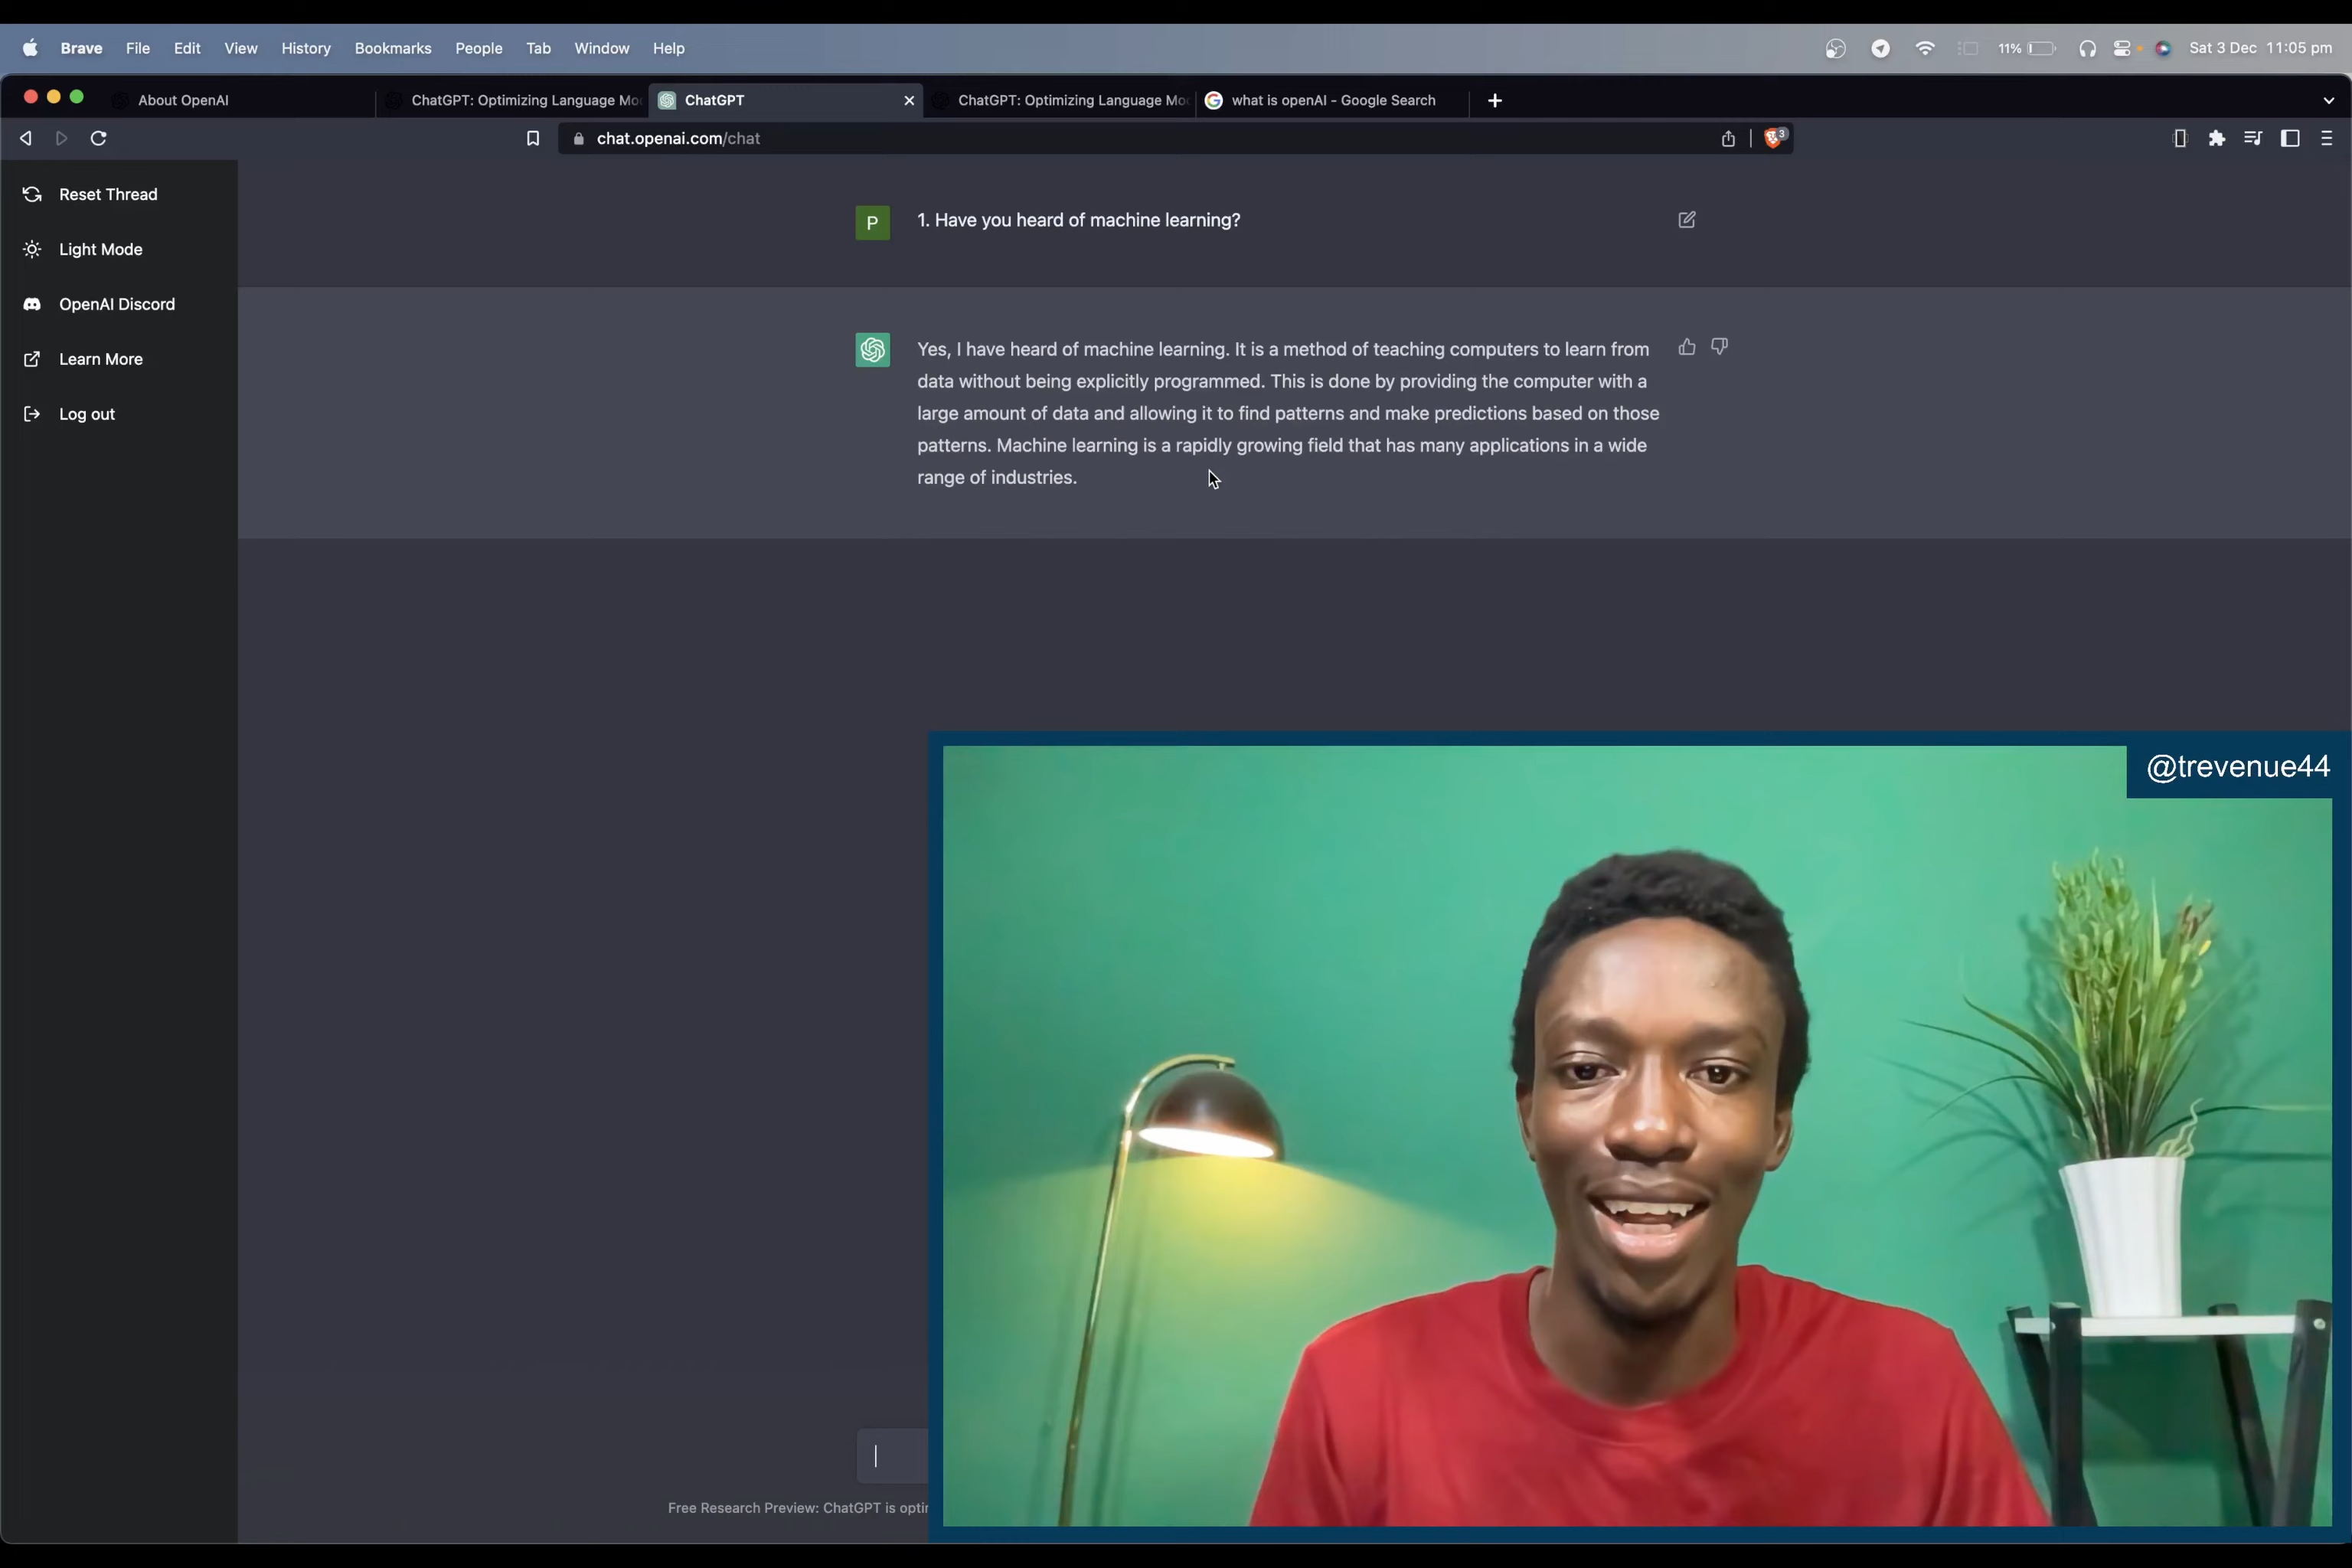 Brave File Edit View History Bookmarks People Tab Window Help 11% Sat 3 Dec 11:05 pm
About OpenAI ChatGPT: Optimizing Language Mo ChatGPT ChatGPT: Optimizing Language Mo what is openAI - Google Search
chat.openai.com/chat 3
Reset Thread
Light Mode
OpenAI Discord
Learn More
Log out
P 1. Have you heard of machine learning?
Yes, I have heard of machine learning. It is a method of teaching computers to learn from
data without being explicitly programmed. This is done by providing the computer with a
large amount of data and allowing it to find patterns and make predictions based on those
patterns. Machine learning is a rapidly growing field that has many applications in a wide
range of industries.
@trevenue44
Free Research Preview: ChatGPT is optim